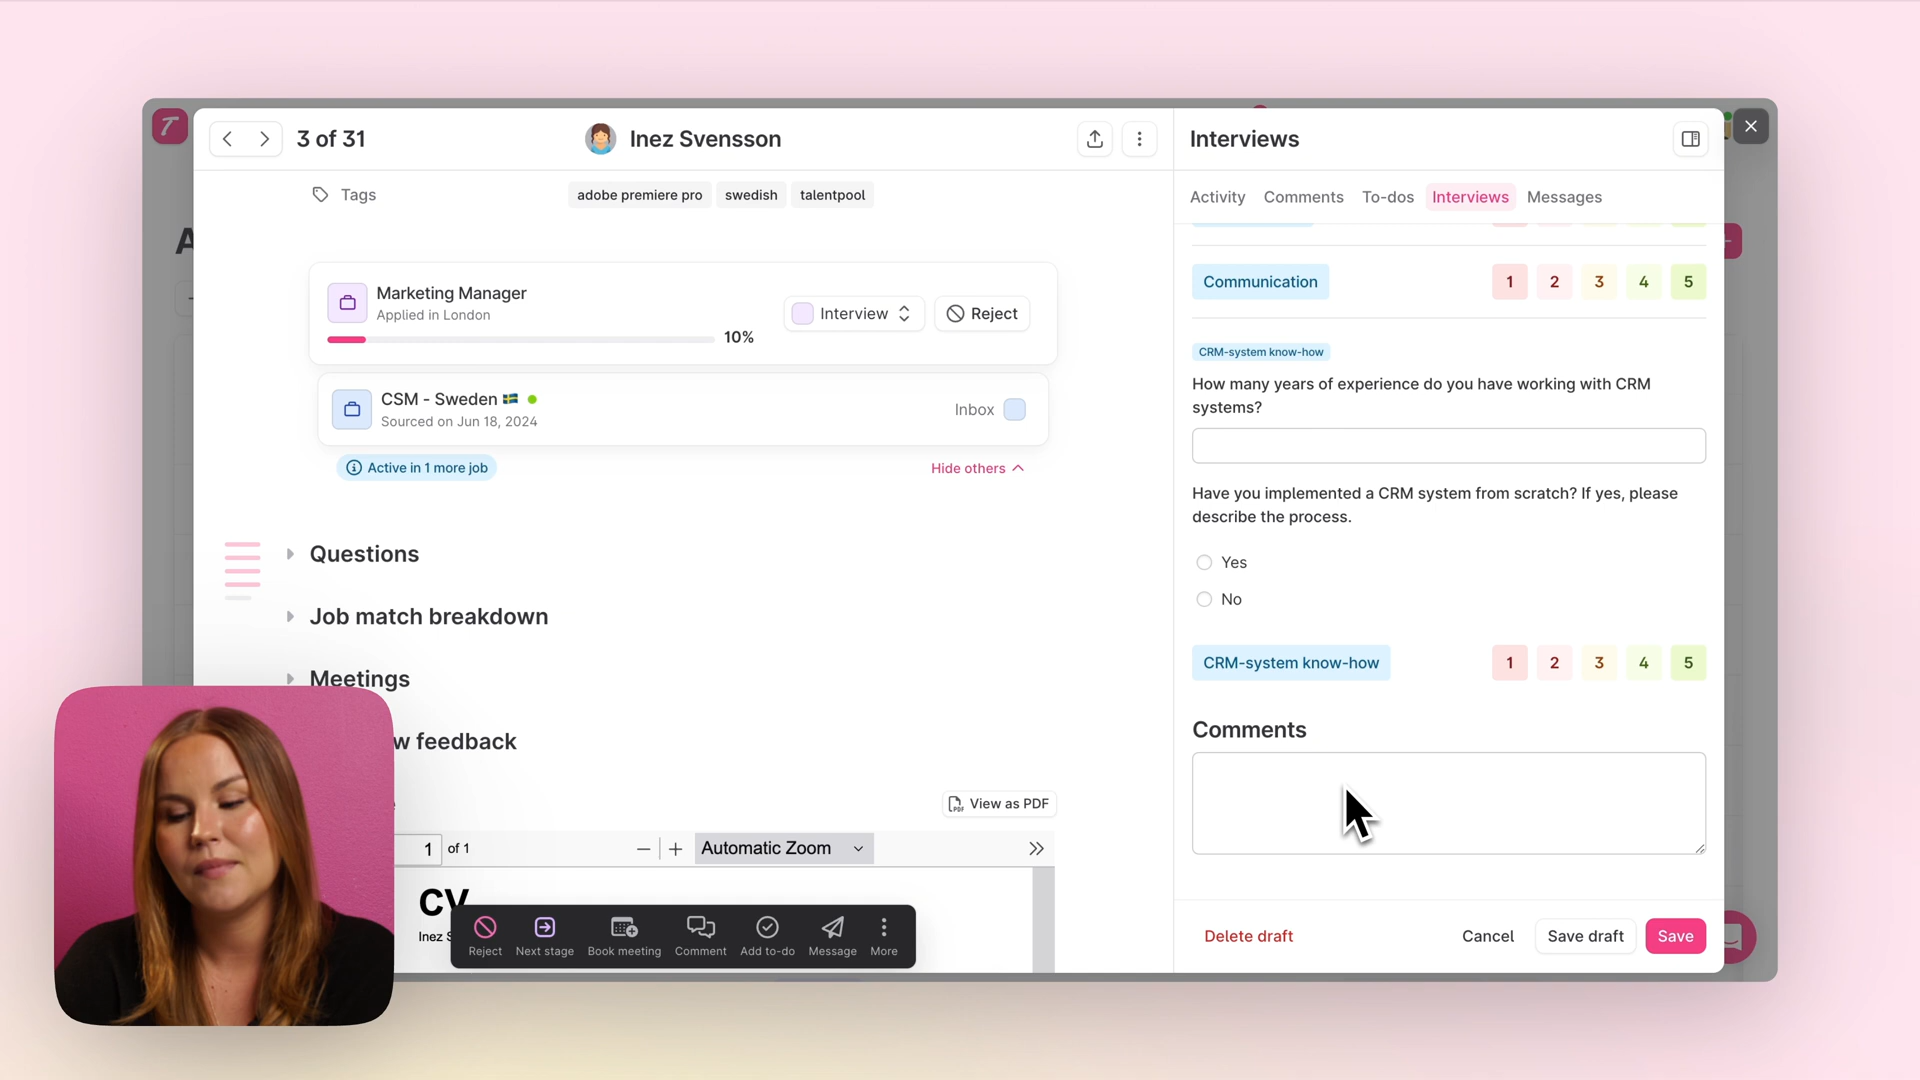 3 of 31
Inez Svensson
Tags
adobe premiere pro
swedish
talentpool
Marketing Manager
Applied in London
10%
Interview
Reject
CSM - Sweden
Sourced on Jun 18, 2024
Inbox
Active in 1 more job
Hide others
Questions
Job match breakdown
Meetings
w feedback
View as PDF
1 of 1
Automatic Zoom
CV
Inez S
Reject
Next stage
Book meeting
Comment
Add to-do
Message
More
Interviews
Activity
Comments
To-dos
Interviews
Messages
Communication
1 2 3 4 5
CRM-system know-how
How many years of experience do you have working with CRM
systems?
Have you implemented a CRM system from scratch? If yes, please
describe the process.
Yes
No
CRM-system know-how
1 2 3 4 5
Comments
Delete draft
Cancel
Save draft
Save